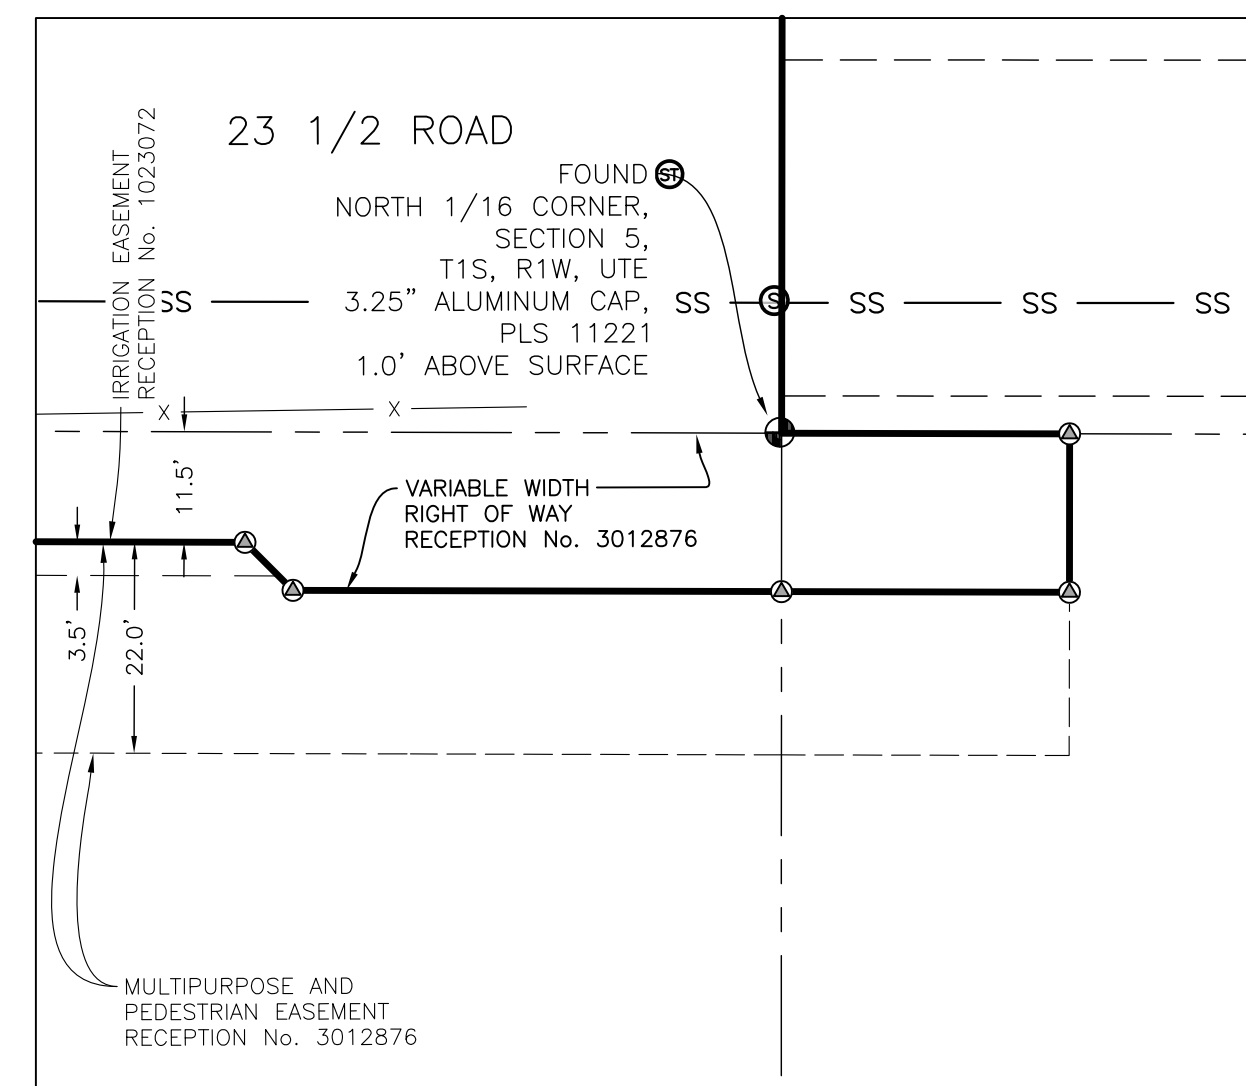 23 1/2 ROAD
IRRIGATION EASEMENT
RECEPTION No. 1023072
FOUND ST
NORTH 1/16 CORNER,
SECTION 5,
T1S, R1W, UTE
3.25" ALUMINUM CAP,
PLS 11221
1.0' ABOVE SURFACE
SS SS S SS SS SS
X X
11.5'
VARIABLE WIDTH
RIGHT OF WAY
RECEPTION No. 3012876
3.5'
22.0'
MULTIPURPOSE AND
PEDESTRIAN EASEMENT
RECEPTION No. 3012876